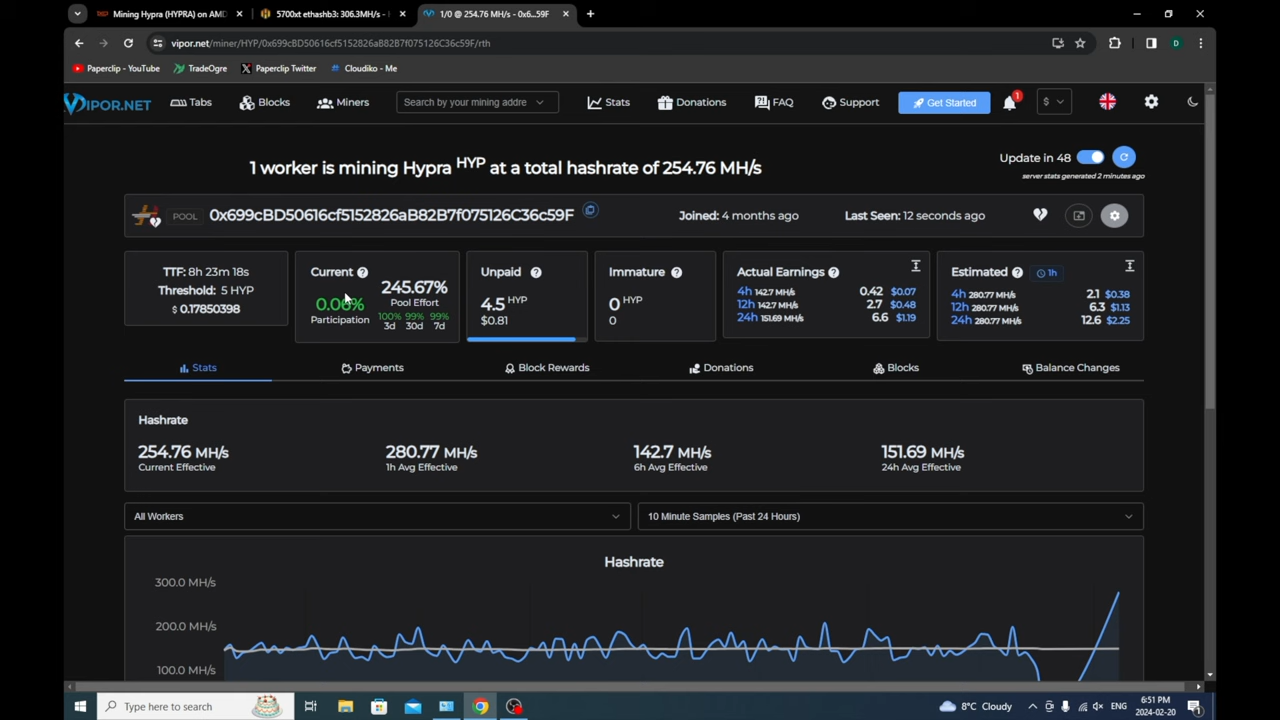 Mining Hypra (HYPRA) on AMD
5700xt ethashb3: 306.3MH/s -
1/0 @ 254.76 MH/s - 0x6...59F
vipor.net/miner/HYP/0x699cBD50616cf5152826aB82B7f075126C36c59F/rth
D
Paperclip - YouTube
TradeOgre
Paperclip Twitter
Cloudiko - Me
VIPOR.NET
Tabs
Blocks
Miners
Search by your mining addre
Stats
Donations
FAQ
Support
Get Started
1
$
1 worker is mining Hypra HYP at a total hashrate of 254.76 MH/s
Update in 48
server stats generated 2 minutes ago
POOL
0x699cBD50616cf5152826aB82B7f075126C36c59F
Joined: 4 months ago
Last Seen: 12 seconds ago
TTF: 8h 23m 18s
Threshold: 5 HYP
$ 0.17850398
Current
0.06%
Participation
245.67%
Pool Effort
100% 99% 99%
3d 30d 7d
Unpaid
4.5 HYP
$0.81
Immature
0 HYP
0
Actual Earnings
4h 142.7 MH/s 0.42 $0.07
12h 142.7 MH/s 2.7 $0.48
24h 151.69 MH/s 6.6 $1.19
Estimated 1h
4h 280.77 MH/s 2.1 $0.38
12h 280.77 MH/s 6.3 $1.13
24h 280.77 MH/s 12.6 $2.25
Stats
Payments
Block Rewards
Donations
Blocks
Balance Changes
Hashrate
254.76 MH/s
Current Effective
280.77 MH/s
1h Avg Effective
142.7 MH/s
6h Avg Effective
151.69 MH/s
24h Avg Effective
All Workers
10 Minute Samples (Past 24 Hours)
Hashrate
300.0 MH/s
200.0 MH/s
100.0 MH/s
Type here to search
8°C Cloudy
ENG
6:51 PM
2024-02-20
1